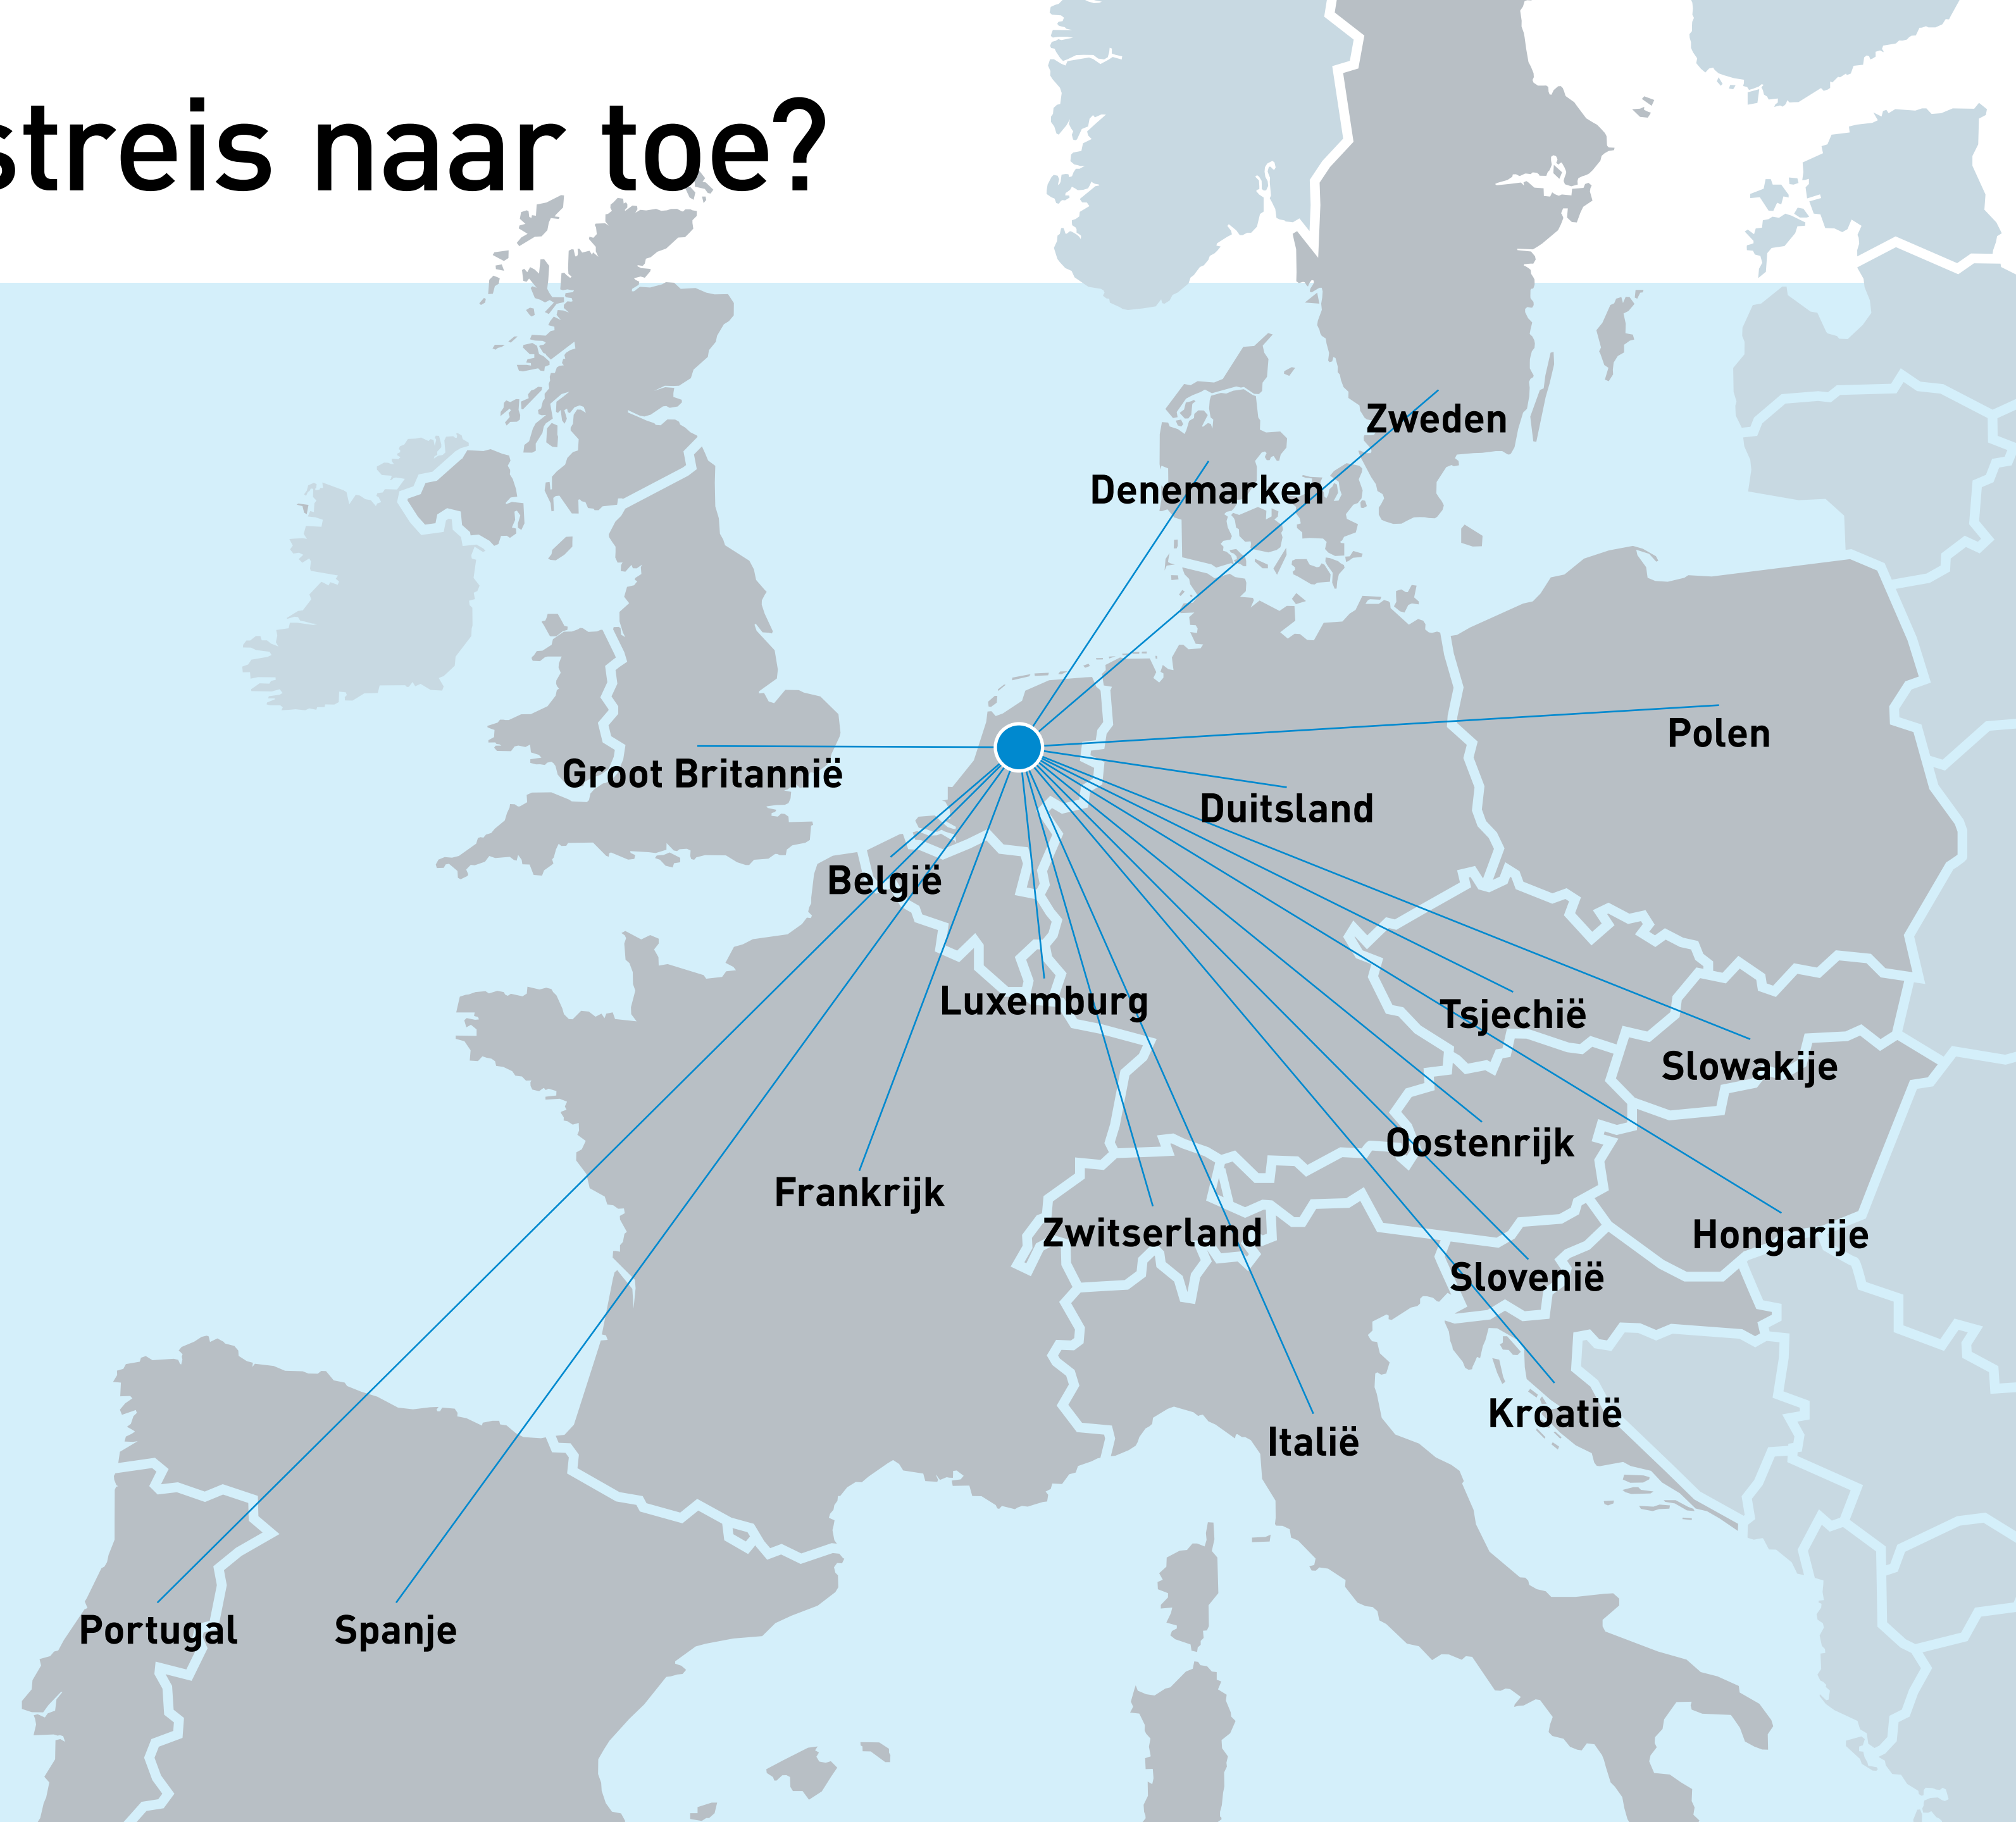 streis naar toe?
Zweden
Denemarken
Polen
Groot Britannië
Duitsland
België
Luxemburg
Tsjechië
Slowakije
Oostenrijk
Frankrijk
Zwitserland
Hongarije
Slovenië
Kroatië
Italië
Portugal
Spanje